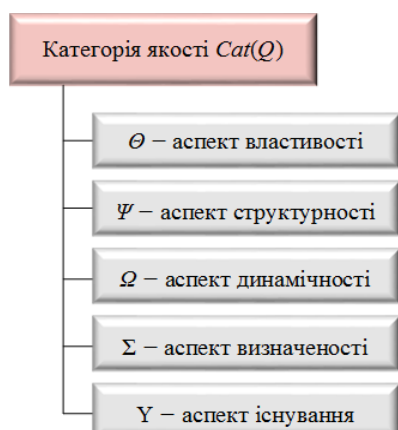 Категорія якості Cat(Q)
Θ − аспект властивості
Ψ − аспект структурності
Ω − аспект динамічності
Σ − аспект визначеності
Υ − аспект існування